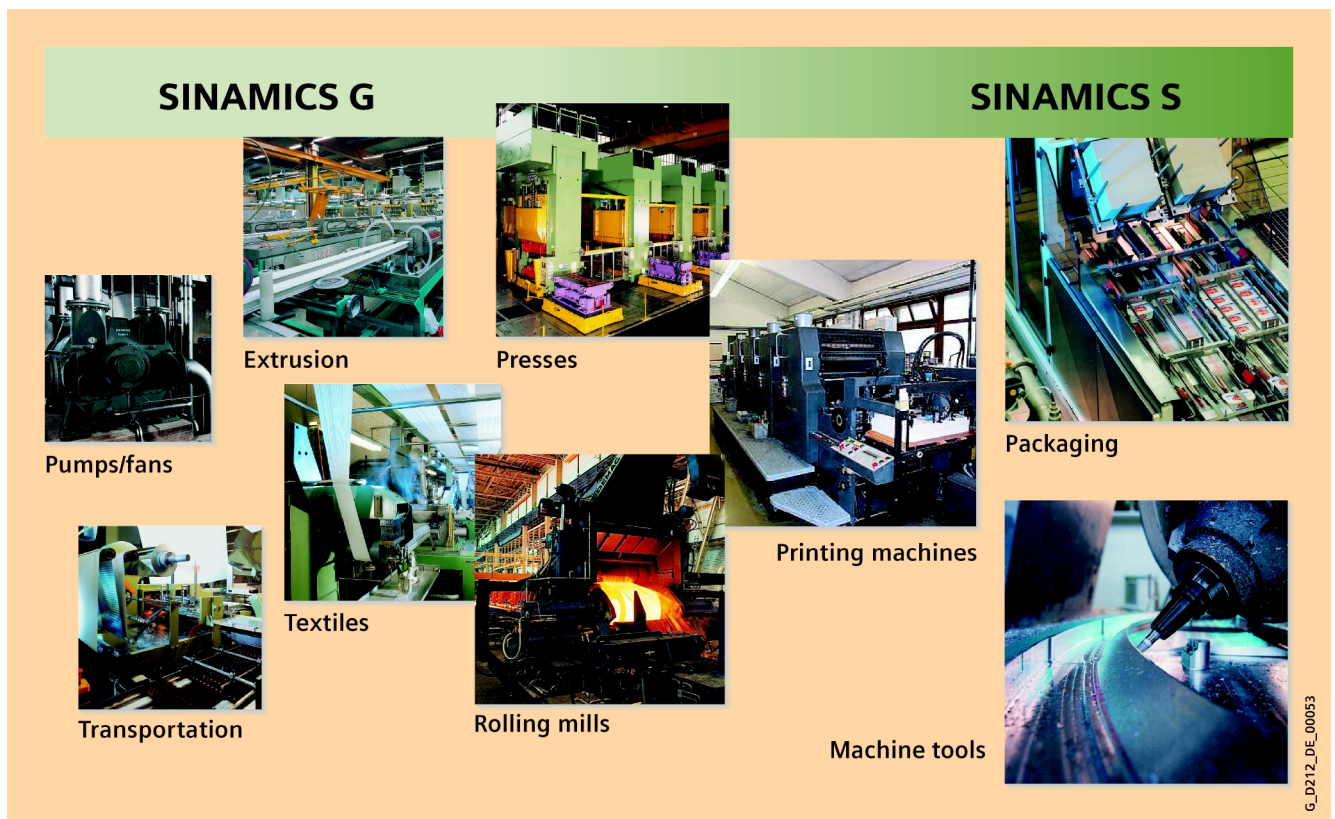 SINAMICS G
SINAMICS S
Extrusion
Presses
Pumps/fans
Packaging
Printing machines
Textiles
Transportation
Rolling mills
Machine tools
G_D212_DE_00053